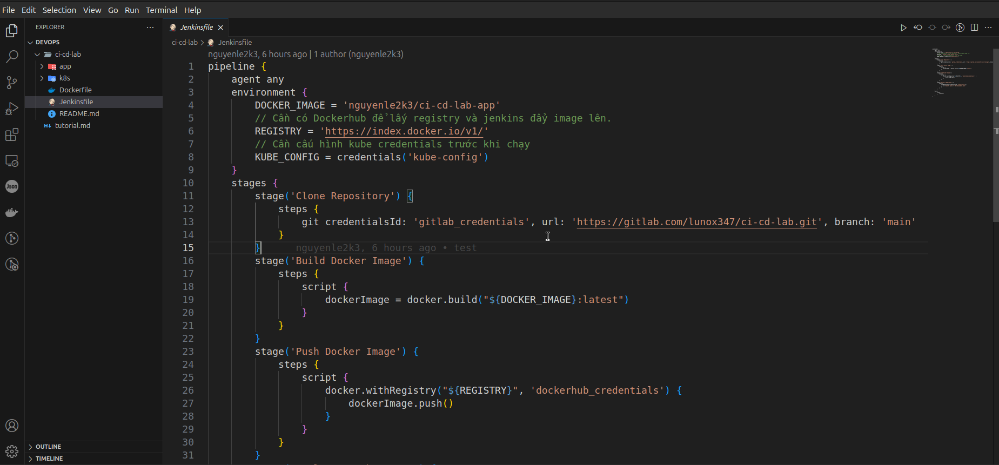 File Edit Selection View Go Run Terminal Help
EXPLORER
DEVOPS
ci-cd-lab
app
k8s
Dockerfile
Jenkinsfile
README.md
tutorial.md
Json
OUTLINE
TIMELINE
Jenkinsfile
ci-cd-lab > Jenkinsfile
nguyenle2k3, 6 hours ago | 1 author (nguyenle2k3)
1 pipeline {
2 agent any
3 environment {
4 DOCKER_IMAGE = 'nguyenle2k3/ci-cd-lab-app'
5 // Cần có Dockerhub để lấy registry và jenkins đẩy image lên.
6 REGISTRY = 'https://index.docker.io/v1/'
7 // Cần cấu hình kube credentials trước khi chạy
8 KUBE_CONFIG = credentials('kube-config')
9 }
10 stages {
11 stage('Clone Repository') {
12 steps {
13 git credentialsId: 'gitlab_credentials', url: 'https://gitlab.com/lunox347/ci-cd-lab.git', branch: 'main'
14 }
15 } nguyenle2k3, 6 hours ago • test
16 stage('Build Docker Image') {
17 steps {
18 script {
19 dockerImage = docker.build("${DOCKER_IMAGE}:latest")
20 }
21 }
22 }
23 stage('Push Docker Image') {
24 steps {
25 script {
26 docker.withRegistry("${REGISTRY}", 'dockerhub_credentials') {
27 dockerImage.push()
28 }
29 }
30 }
31 }